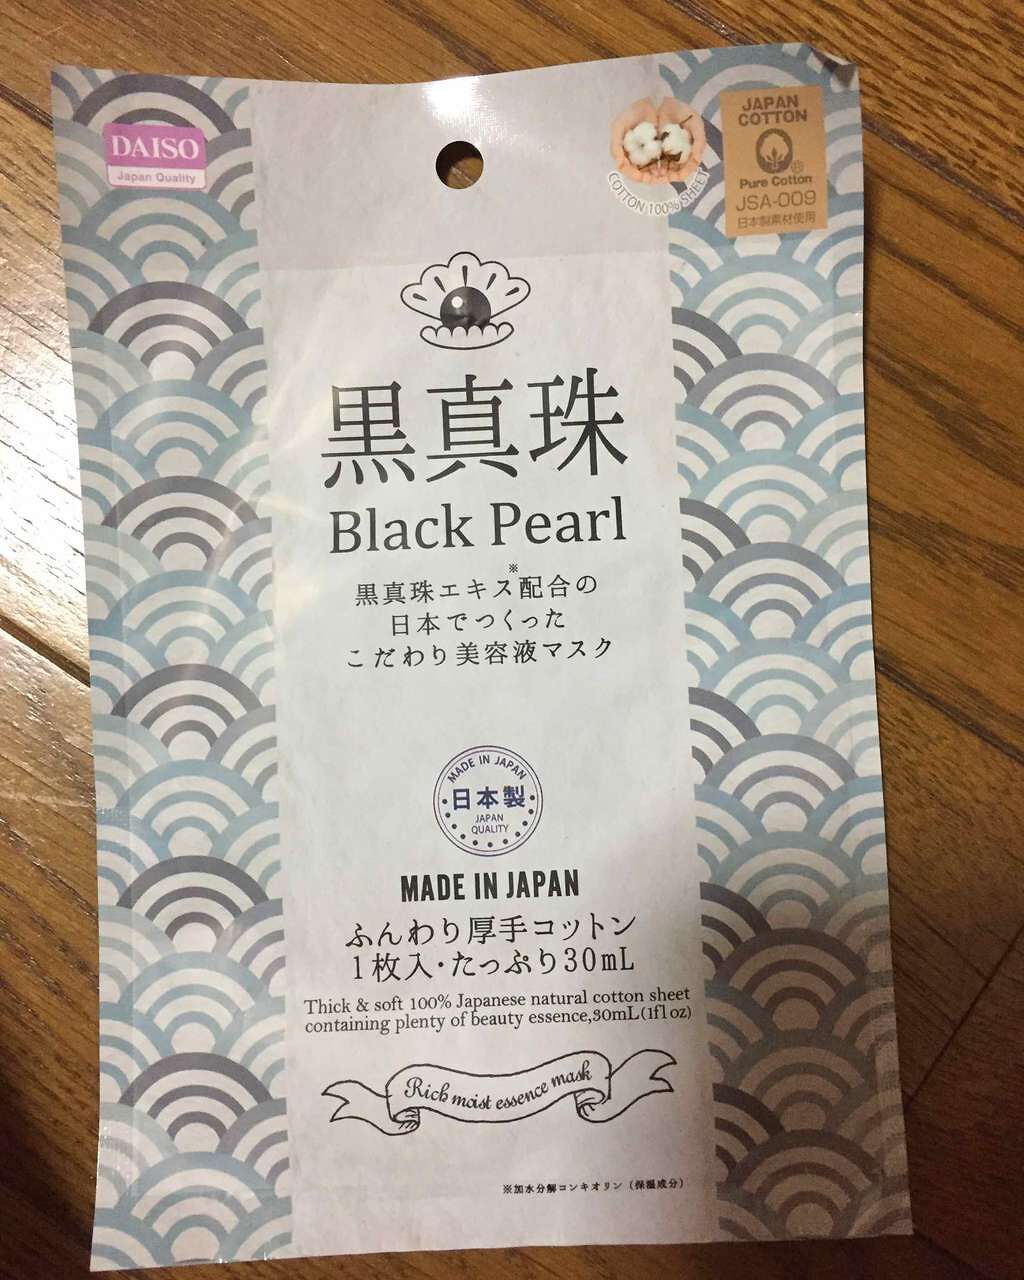 DAISO
Japan Quality
COTTON 100% SHEET
JAPAN
COTTON
Pure Cotton
JSA-009
日本製素材使用
黒真珠
Black Pearl
※
黒真珠エキス配合の
日本でつくった
こだわり美容液マスク
MADE IN JAPAN
日本製
JAPAN
QUALITY
MADE IN JAPAN
ふんわり厚手コットン
1枚入・たっぷり30mL
Thick & soft 100% Japanese natural cotton sheet
containing plenty of beauty essence,30mL(1fl oz)
Rich moist essence mask
※加水分解コンキオリン（保湿成分）